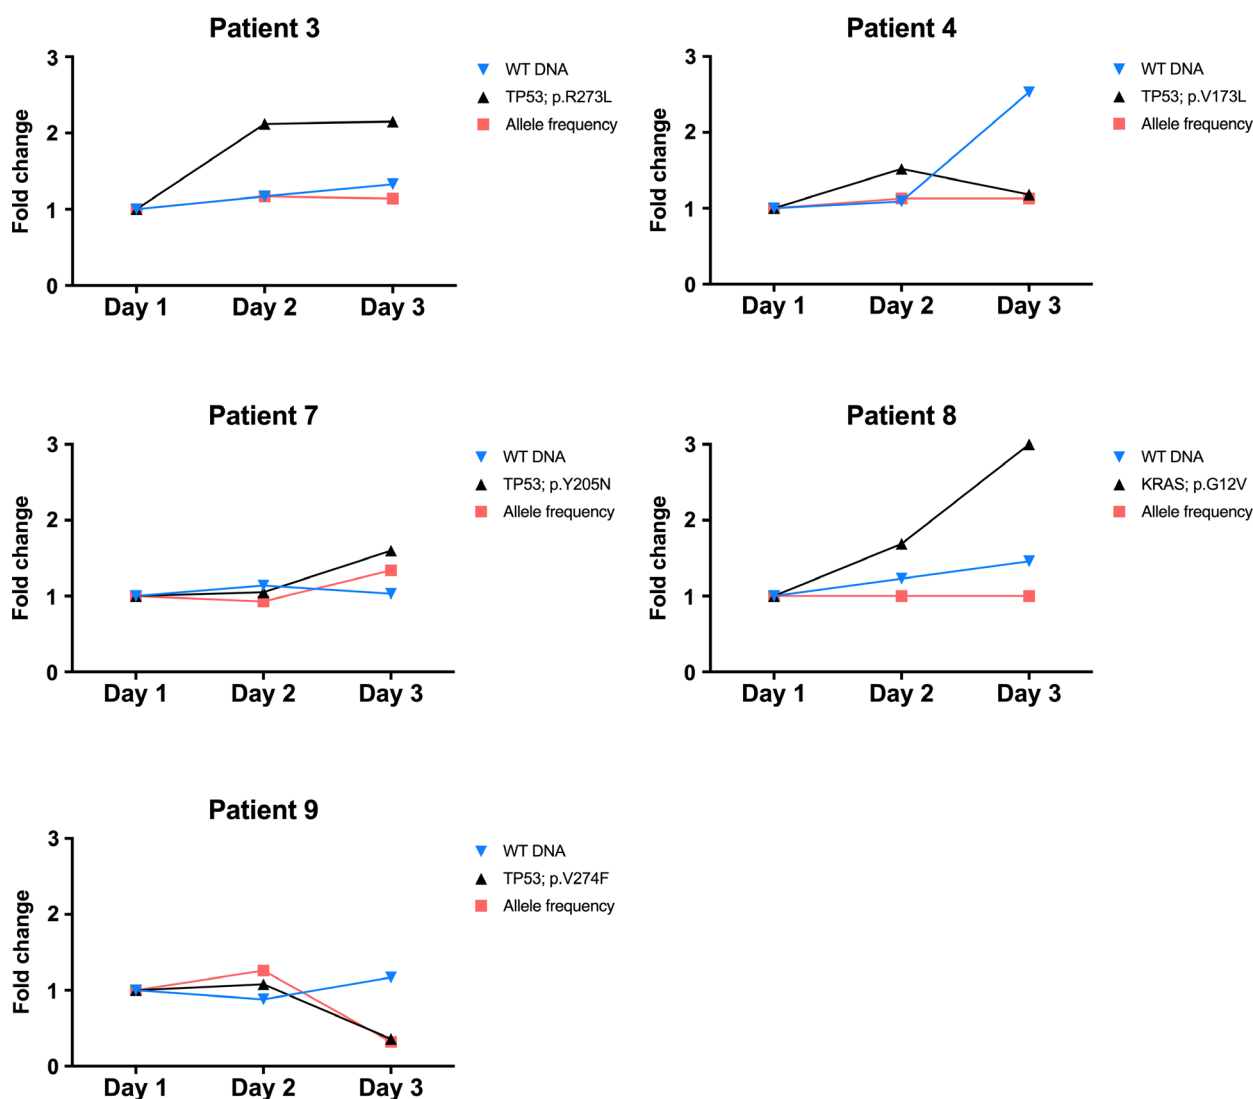 Patient 3
3
2
1
0
Fold change
Day 1 Day 2 Day 3
WT DNA
TP53; p.R273L
Allele frequency
Patient 4
3
2
1
0
Fold change
Day 1 Day 2 Day 3
WT DNA
TP53; p.V173L
Allele frequency
Patient 7
3
2
1
0
Fold change
Day 1 Day 2 Day 3
WT DNA
TP53; p.Y205N
Allele frequency
Patient 8
3
2
1
0
Fold change
Day 1 Day 2 Day 3
WT DNA
KRAS; p.G12V
Allele frequency
Patient 9
3
2
1
0
Fold change
Day 1 Day 2 Day 3
WT DNA
TP53; p.V274F
Allele frequency